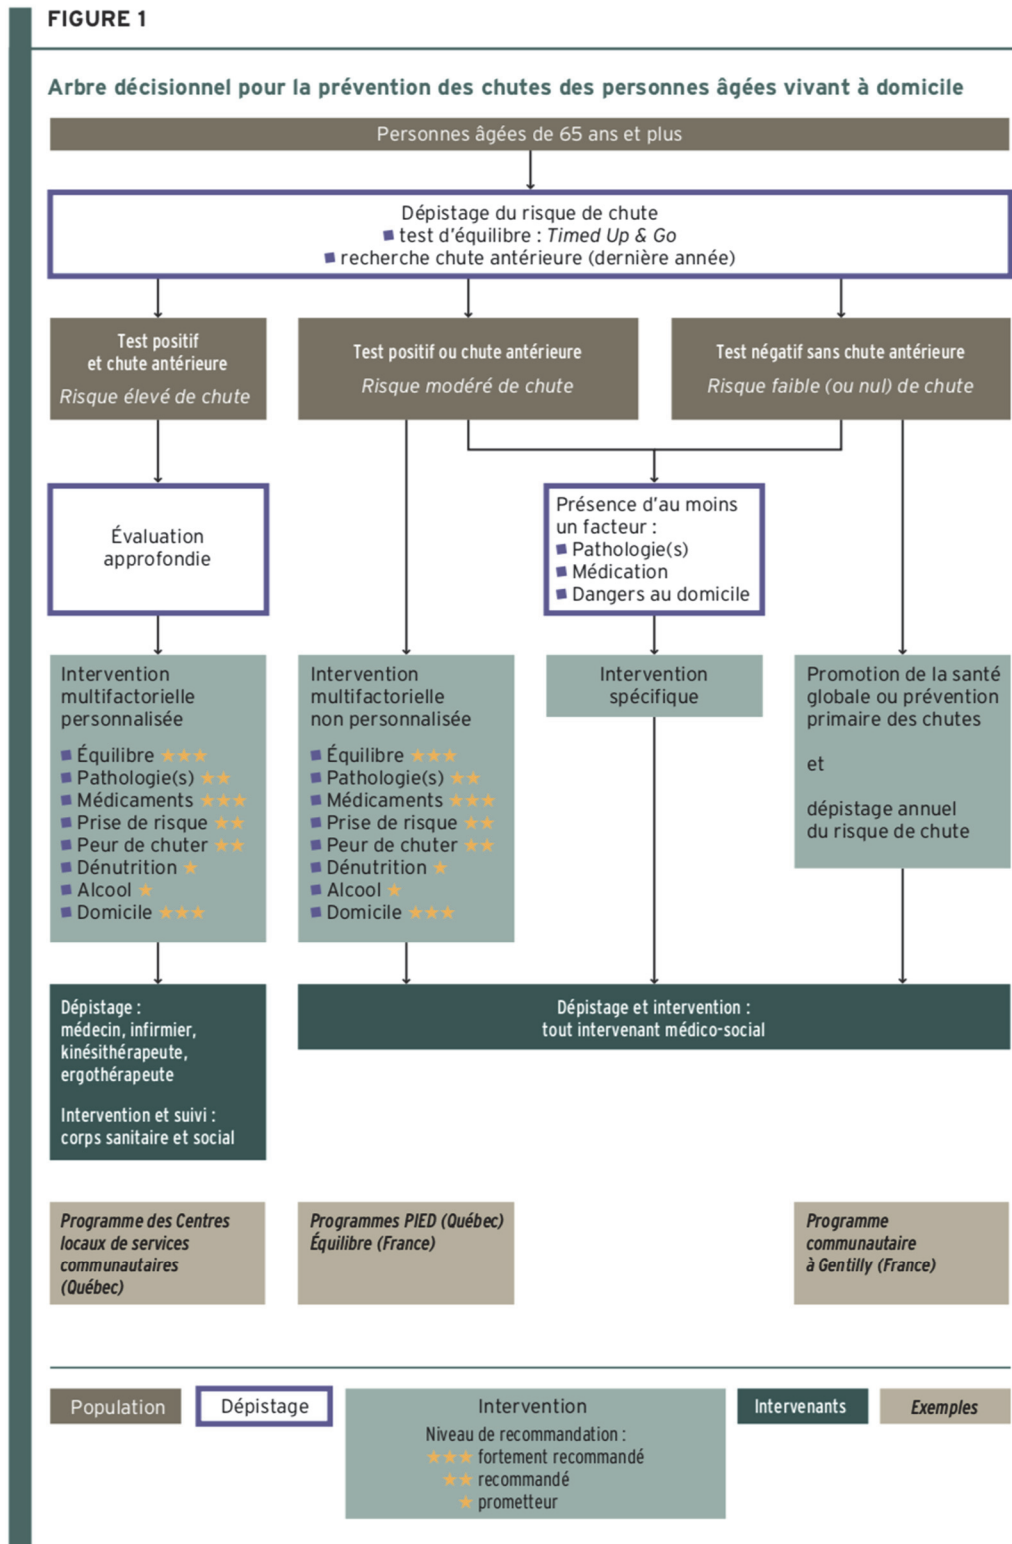 FIGURE 1
Arbre décisionnel pour la prévention des chutes des personnes âgées vivant à domicile
Personnes âgées de 65 ans et plus
Dépistage du risque de chute
■ test d'équilibre : Timed Up & Go
■ recherche chute antérieure (dernière année)
Test positif
et chute antérieure
Risque élevé de chute
Test positif ou chute antérieure
Risque modéré de chute
Test négatif sans chute antérieure
Risque faible (ou nul) de chute
Évaluation
approfondie
Présence d'au moins
un facteur :
■ Pathologie(s)
■ Médication
■ Dangers au domicile
Intervention
multifactorielle
personnalisée
■ Équilibre ★★★
■ Pathologie(s) ★★
■ Médicaments ★★★
■ Prise de risque ★★
■ Peur de chuter ★★
■ Dénutrition ★
■ Alcool ★
■ Domicile ★★★
Intervention
multifactorielle
non personnalisée
■ Équilibre ★★★
■ Pathologie(s) ★★
■ Médicaments ★★★
■ Prise de risque ★★
■ Peur de chuter ★★
■ Dénutrition ★
■ Alcool ★
■ Domicile ★★★
Intervention
spécifique
Promotion de la santé
globale ou prévention
primaire des chutes
et
dépistage annuel
du risque de chute
Dépistage :
médecin, infirmier,
kinésithérapeute,
ergothérapeute
Intervention et suivi :
corps sanitaire et social
Dépistage et intervention :
tout intervenant médico-social
Programme des Centres
locaux de services
communautaires
(Québec)
Programmes PIED (Québec)
Équilibre (France)
Programme
communautaire
à Gentilly (France)
Population
Dépistage
Intervention
Niveau de recommandation :
★★★ fortement recommandé
★★ recommandé
★ prometteur
Intervenants
Exemples